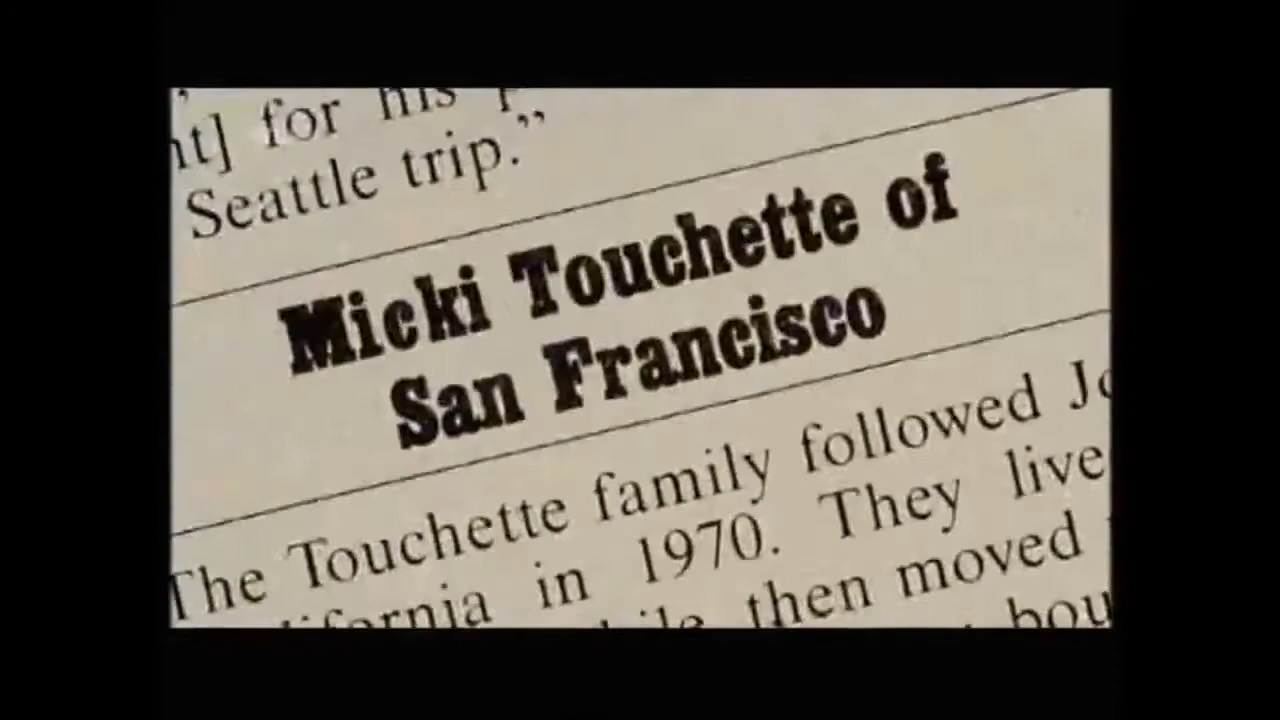 nt] for his
Seattle trip.”
Micki Touchette of
San Francisco
The Touchette family followed
in 1970. They
then moved